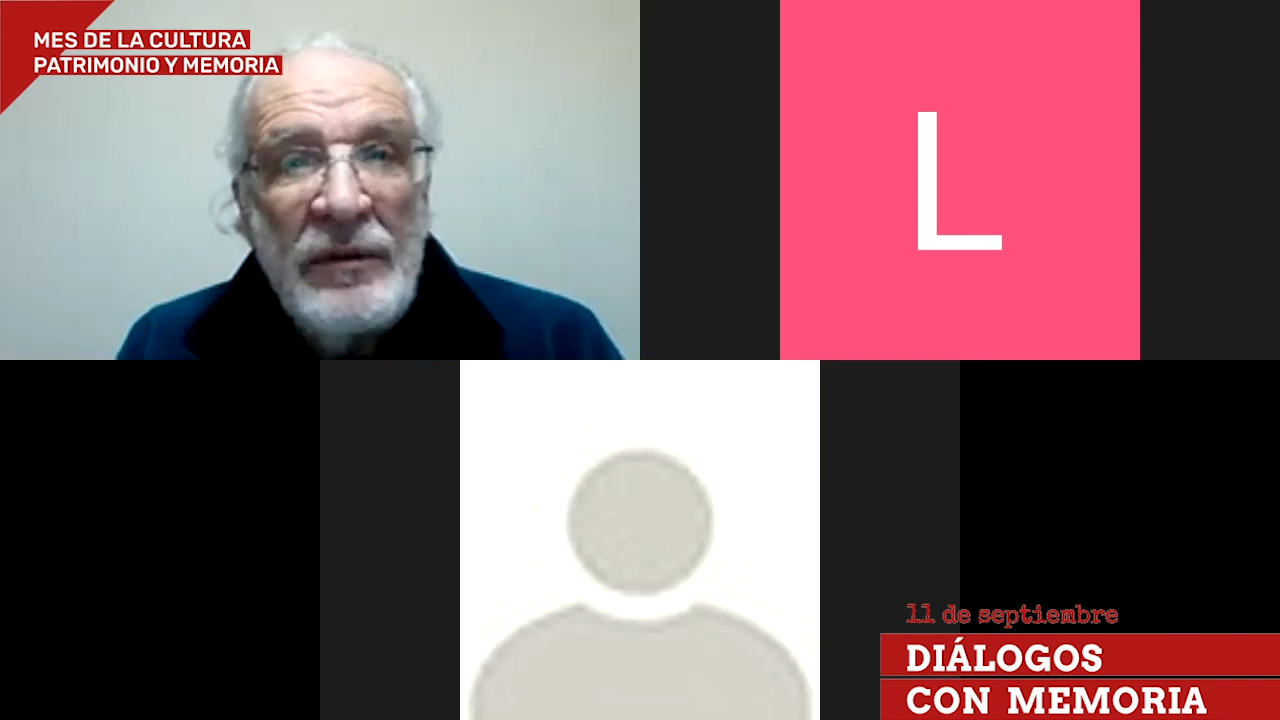 MES DE LA CULTURA
PATRIMONIO Y MEMORIA
L
11 de septiembre
DIÁLOGOS
CON MEMORIA